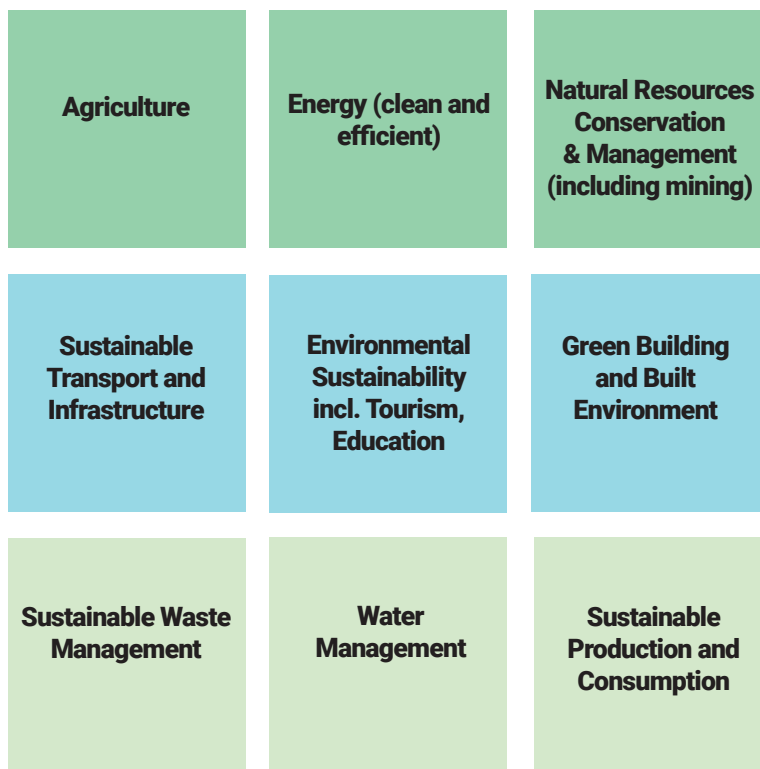 Agriculture
Energy (clean and
efficient)
Natural Resources
Conservation
& Management
(including mining)
Sustainable
Transport and
Infrastructure
Environmental
Sustainability
incl. Tourism,
Education
Green Building
and Built
Environment
Sustainable Waste
Management
Water
Management
Sustainable
Production and
Consumption